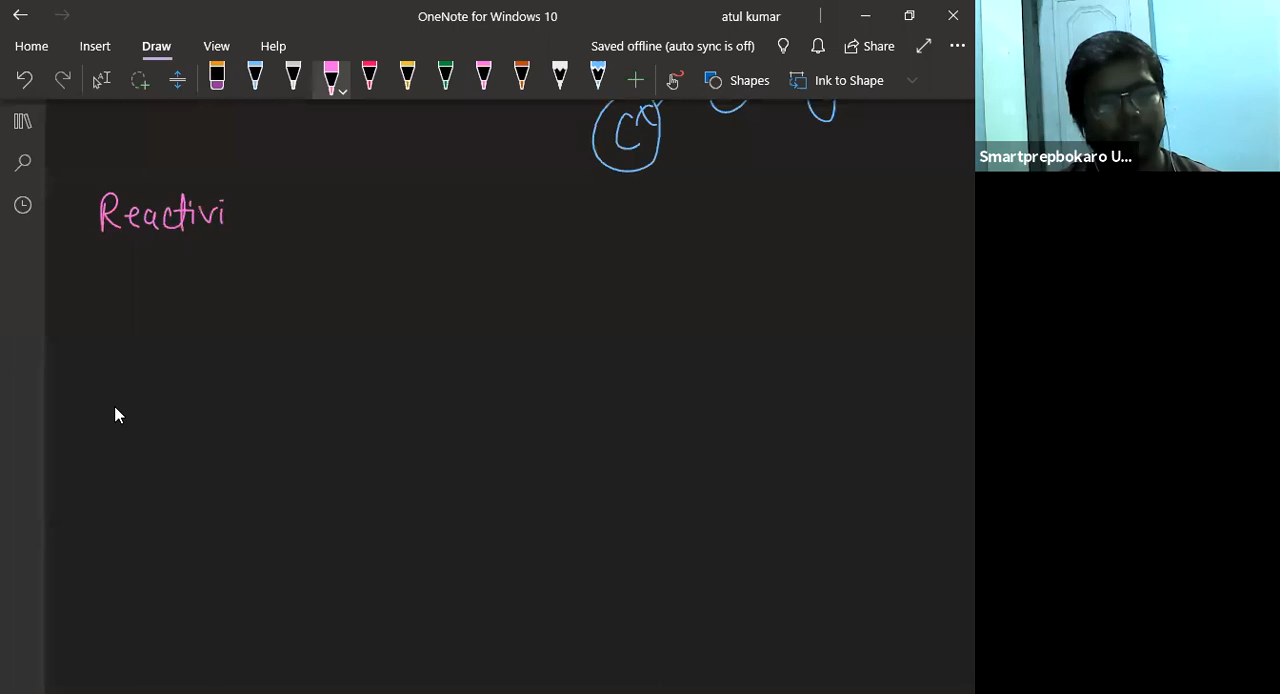 OneNote for Windows 10
atul kumar
Home Insert Draw View Help
Saved offline (auto sync is off)
Share
Shapes
Ink to Shape
C
Reactivi
Smartprepbokaro U...